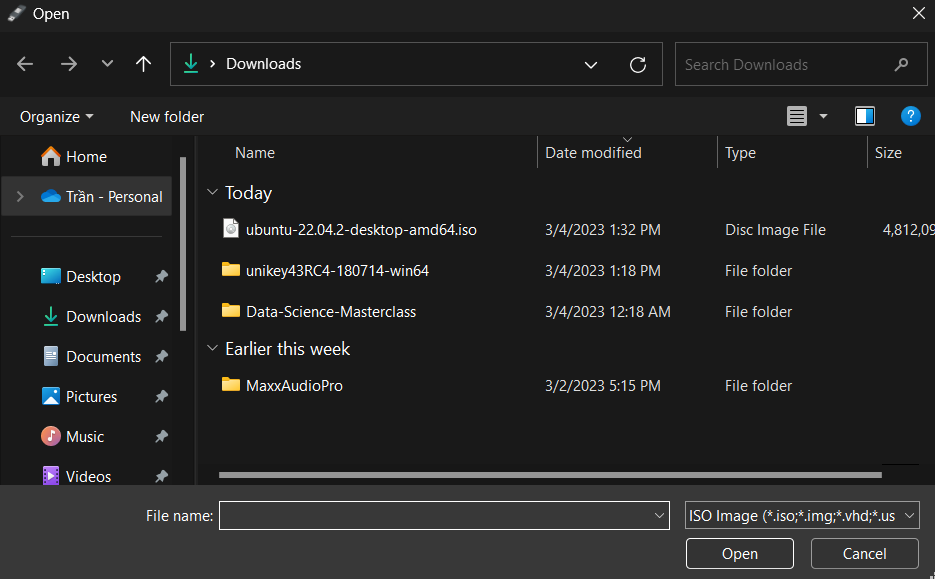 Open
Downloads
Search Downloads
Organize
New folder
?
Name
Date modified
Type
Size
Home
Trần - Personal
Desktop
Downloads
Documents
Pictures
Music
Videos
Today
ubuntu-22.04.2-desktop-amd64.iso 3/4/2023 1:32 PM Disc Image File 4,812,09
unikey43RC4-180714-win64 3/4/2023 1:18 PM File folder
Data-Science-Masterclass 3/4/2023 12:18 AM File folder
Earlier this week
MaxxAudioPro 3/2/2023 5:15 PM File folder
File name:
ISO Image (*.iso;*.img;*.vhd;*.us
Open
Cancel